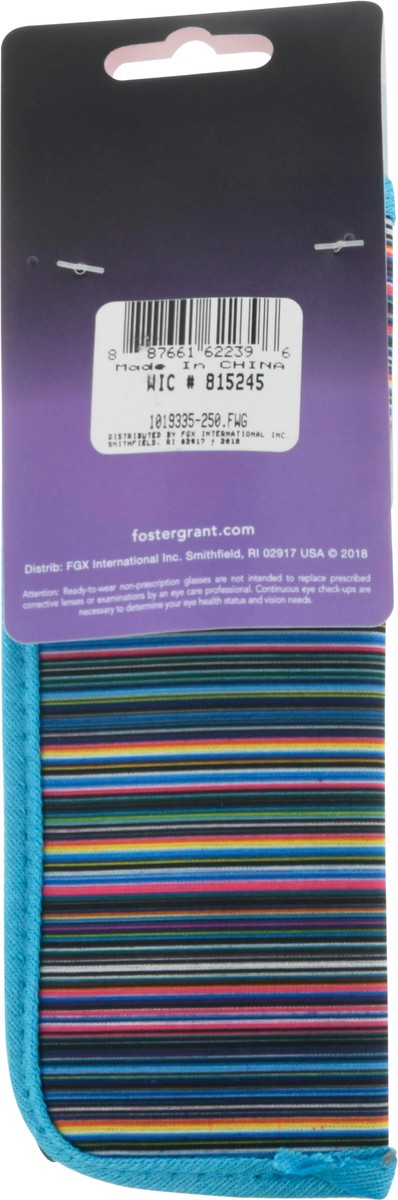 8 87661 62239 6
Made In CHINA
WIC # 815245
1019335-250.FWG
DISTRIBUTED BY FGX INTERNATIONAL INC.
SMITHFIELD, RI 02917 / 2018
fostergrant.com
Distrib: FGX International Inc. Smithfield, RI 02917 USA © 2018
Attention: Ready-to-wear non-prescription glasses are not intended to replace prescribed
corrective lenses or examinations by an eye care professional. Continuous eye check-ups are
necessary to determine your eye health status and vision needs.